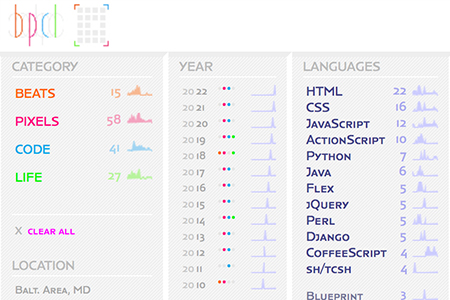 bpcl
CATEGORY
BEATS 15
PIXELS 58
CODE 41
LIFE 27
X CLEAR ALL
LOCATION
BALT. AREA, MD
YEAR
2022
2021
2020
2019
2018
2017
2016
2015
2014
2013
2012
2011
2010
LANGUAGES
HTML 22
CSS 16
JAVASCRIPT 12
ACTIONSCRIPT 10
PYTHON 7
JAVA 6
FLEX 5
JQUERY 5
PERL 5
DJANGO 5
COFFEESCRIPT 4
SH/TCSH 4
BLUEPRINT 3